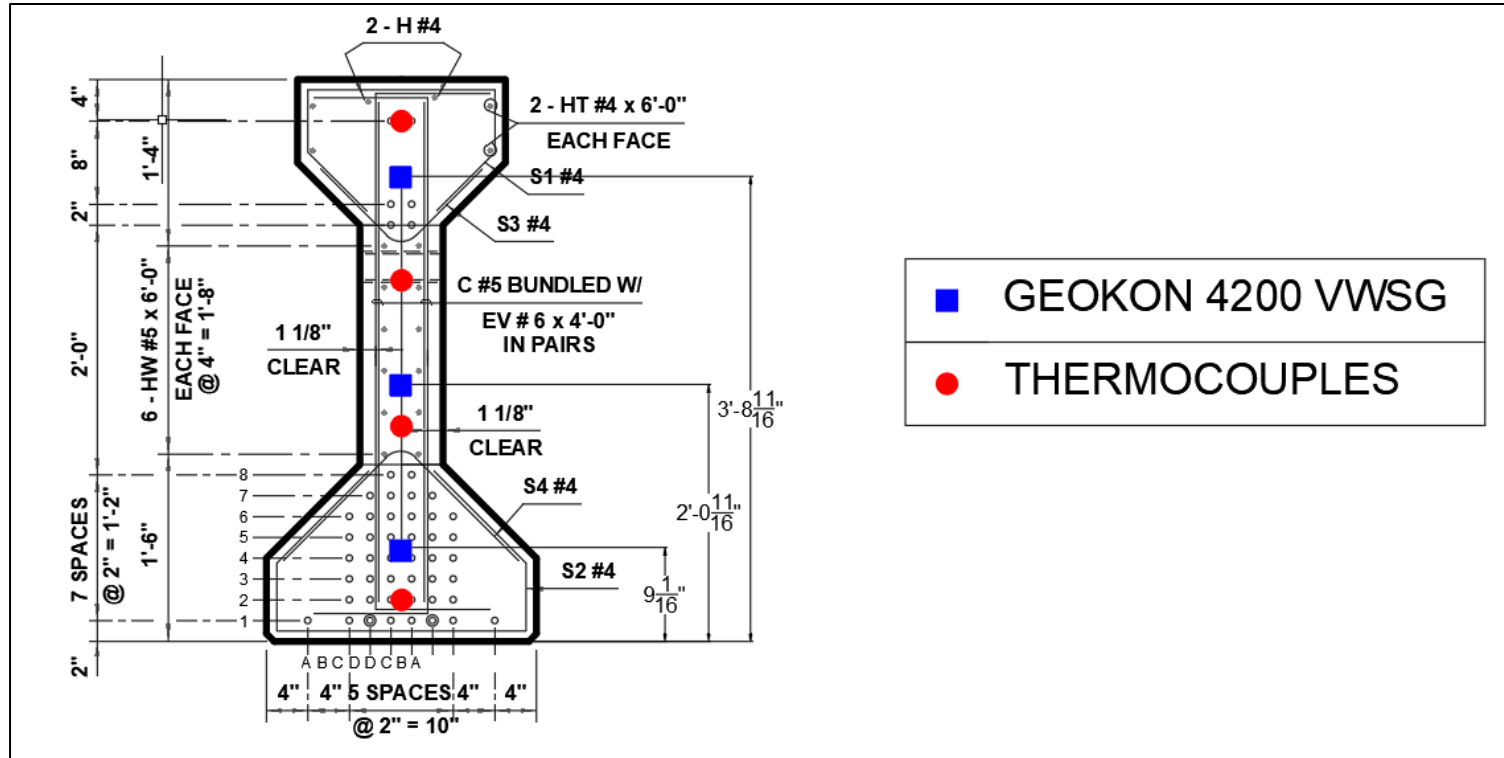 2 - H #4
4"
8"
1'-4"
2"
2 - HT #4 x 6'-0"
EACH FACE
S1 #4
S3 #4
C #5 BUNDLED W/
EV # 6 x 4'-0"
IN PAIRS
1 1/8"
CLEAR
2'-0"
6 - HW #5 x 6'-0"
EACH FACE
@ 4" = 1'-8"
1 1/8"
CLEAR
3'-8 11/16"
2'-0 11/16"
9 1/16"
S4 #4
S2 #4
7 SPACES
@ 2" = 1'-2"
1'-6"
2"
8
7
6
5
4
3
2
1
A B C D D C B A
4" 4" 5 SPACES 4" 4"
@ 2" = 10"
GEOKON 4200 VWSG
THERMOCOUPLES